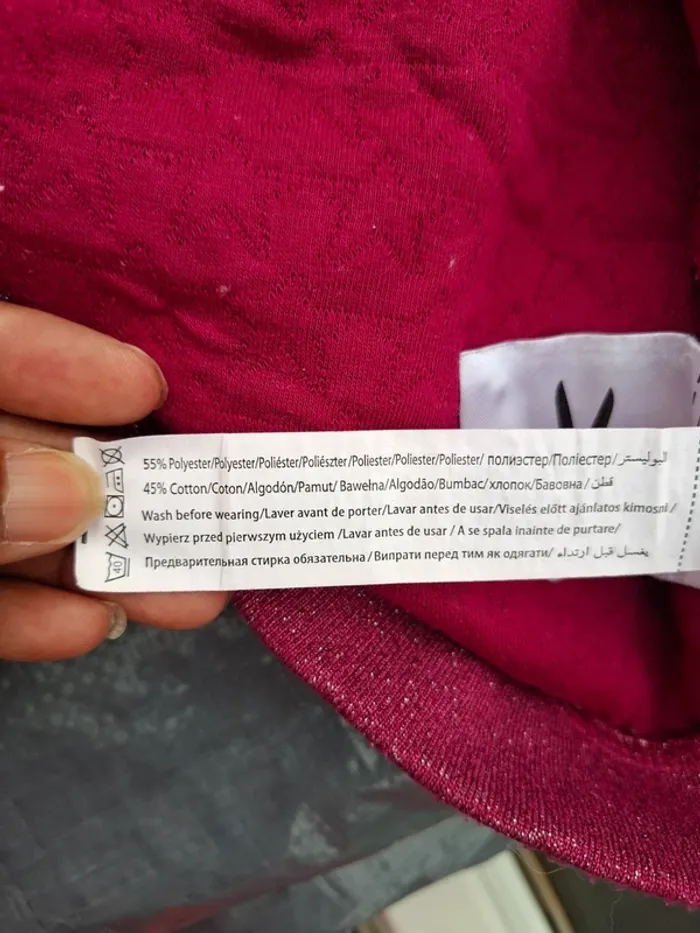 55% Polyester/Polyester/Poliéster/Poliészter/Poliester/Poliester/Poliester/ полиэстер/Поліестер/البوليستر
45% Cotton/Coton/Algodón/Pamut/ Bawełna/Algodão/Bumbac/хлопок/Бавовна/قطن
Wash before wearing/Laver avant de porter/Lavar antes de usar/Viselés előtt ajánlatos kimosni/
Wypierz przed pierwszym użyciem/Lavar antes de usar/A se spala inainte de purtare/
Предварительная стирка обязательна/Випрати перед тим як одягати/ يغسل قبل ارتداء
40